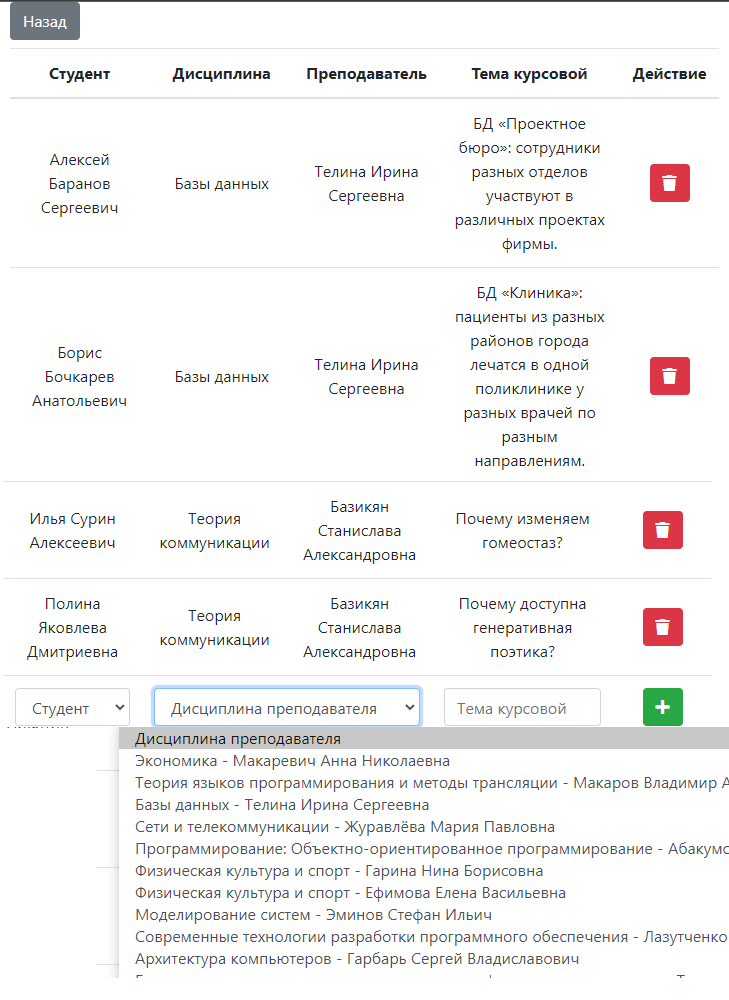 Назад
Студент Дисциплина Преподаватель Тема курсовой Действие
Алексей
Баранов
Сергеевич
Базы данных
Телина Ирина
Сергеевна
БД «Проектное
бюро»: сотрудники
разных отделов
участвуют в
различных проектах
фирмы.
Борис
Бочкарев
Анатольевич
Базы данных
Телина Ирина
Сергеевна
БД «Клиника»:
пациенты из разных
районов города
лечатся в одной
поликлинике у
разных врачей по
разным
направлениям.
Илья Сурин
Алексеевич
Теория
коммуникации
Базикян
Станислава
Александровна
Почему изменяем
гомеостаз?
Полина
Яковлева
Дмитриевна
Теория
коммуникации
Базикян
Станислава
Александровна
Почему доступна
генеративная
поэтика?
Студент Дисциплина преподавателя Тема курсовой
Дисциплина преподавателя
Экономика - Макаревич Анна Николаевна
Теория языков программирования и методы трансляции - Макаров Владимир А
Базы данных - Телина Ирина Сергеевна
Сети и телекоммуникации - Журавлёва Мария Павловна
Программирование: Объектно-ориентированное программирование - Абакумо
Физическая культура и спорт - Гарина Нина Борисовна
Физическая культура и спорт - Ефимова Елена Васильевна
Моделирование систем - Эминов Стефан Ильич
Современные технологии разработки программного обеспечения - Лазутченко
Архитектура компьютеров - Гарбарь Сергей Владиславович